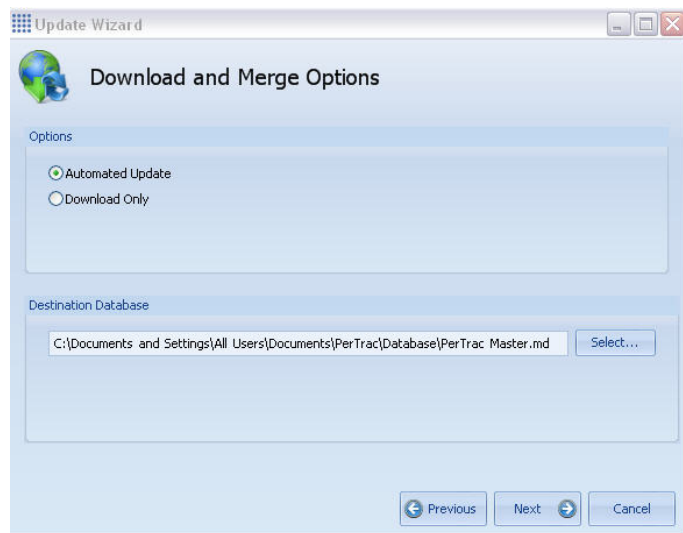 Update Wizard
Download and Merge Options
Options
Automated Update
Download Only
Destination Database
C:\Documents and Settings\All Users\Documents\PerTrac\Database\PerTrac Master.md
Select...
Previous
Next
Cancel